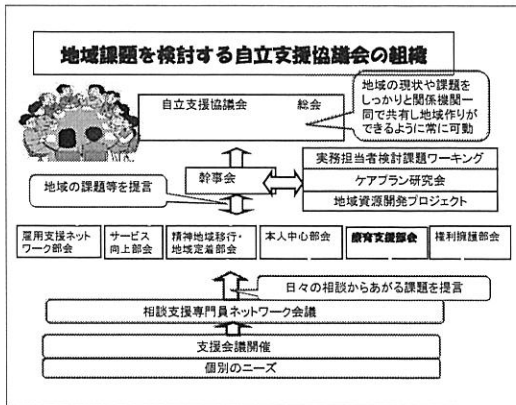 地域課題を検討する自立支援協議会の組織
自立支援協議会　　総会
地域の現状や課題を
しっかりと関係機関一
同で共有し地域作りが
できるように常に可動
幹事会
実務担当者検討課題ワーキング
ケアプラン研究会
地域資源開発プロジェクト
地域の課題等を提言
雇用支援ネット
ワーク部会
サービス
向上部会
精神地域移行・
地域定着部会
本人中心部会
療育支援部会
権利擁護部会
日々の相談からあがる課題を提言
相談支援専門員ネットワーク会議
支援会議開催
個別のニーズ